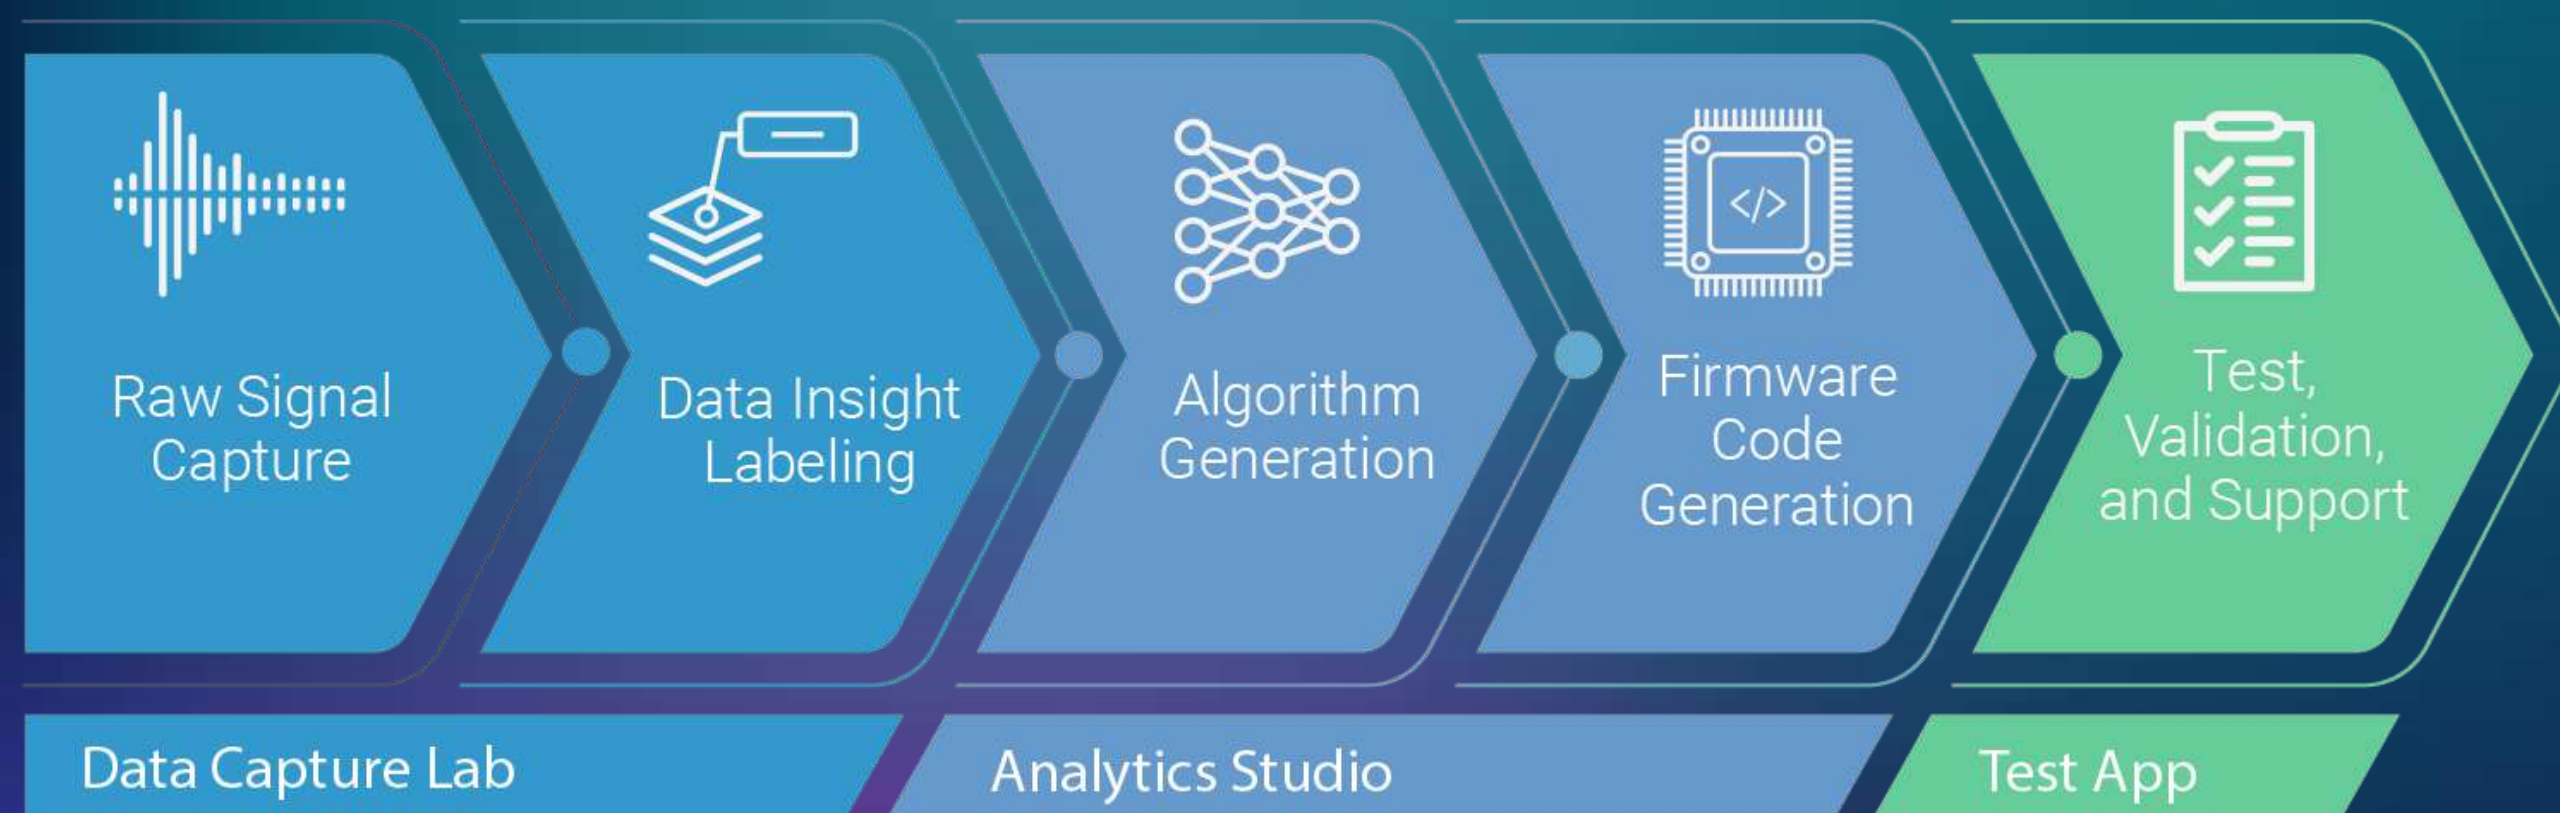 Raw Signal
Capture
Data Insight
Labeling
Algorithm
Generation
</>
Firmware
Code
Generation
Test,
Validation,
and Support
Data Capture Lab
Analytics Studio
Test App